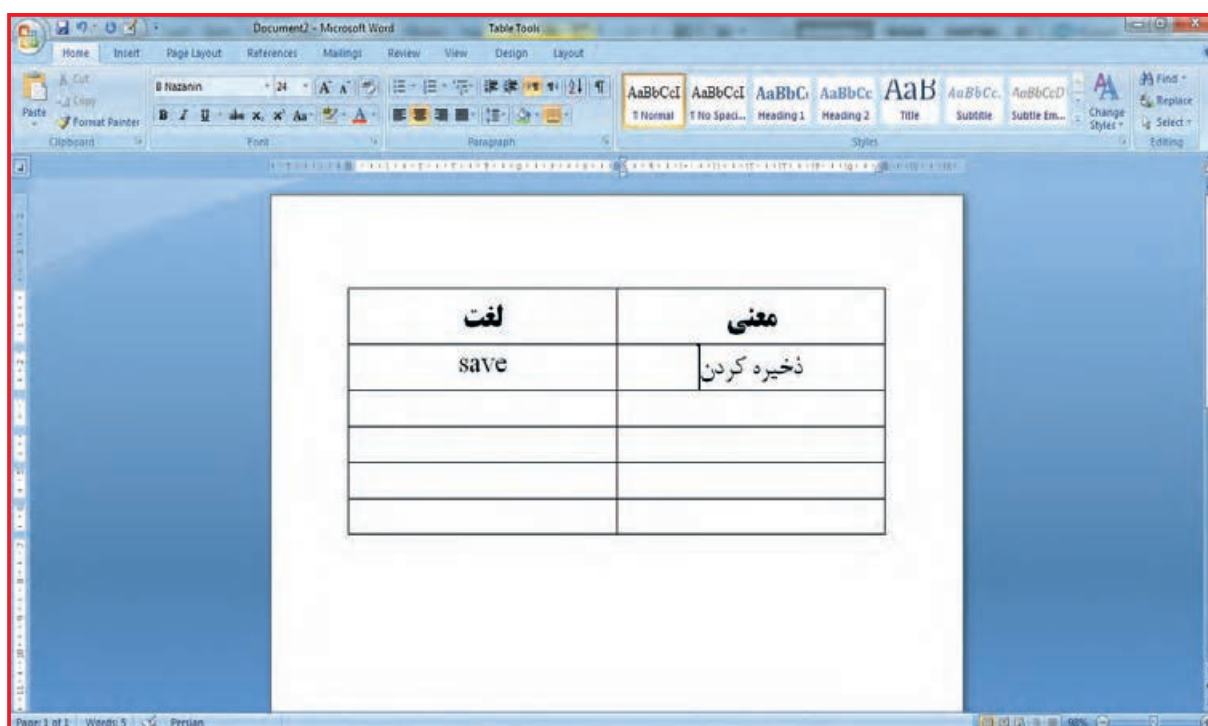 Document2 - Microsoft Word Table Tools
Home Insert Page Layout References Mailings Review View Design Layout
Cut
Copy
Paste
Format Painter
B Nazanin 24
AaBbCcI AaBbCcI AaBbC AaBbCc AaB AaBbCc. AaBbCcD
¶ Normal ¶ No Spaci... Heading 1 Heading 2 Title Subtitle Subtle Em...
Change Styles
Find
Replace
Select
Clipboard Font Paragraph Styles Editing
لغت معنی
save ذخیره کردن
Page: 1 of 1 Words: 5 Persian 98%